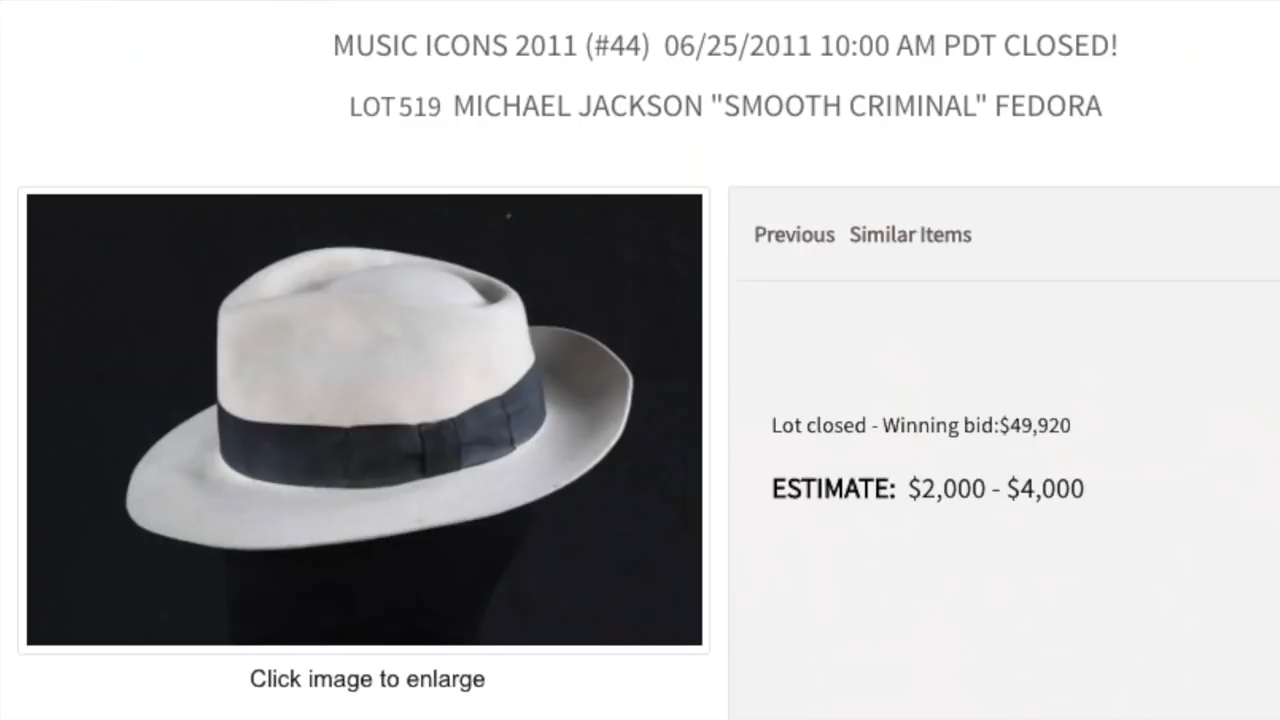 MUSIC ICONS 2011 (#44) 06/25/2011 10:00 AM PDT CLOSED!
LOT 519 MICHAEL JACKSON "SMOOTH CRIMINAL" FEDORA
Previous Similar Items
Lot closed - Winning bid:$49,920
ESTIMATE: $2,000 - $4,000
Click image to enlarge